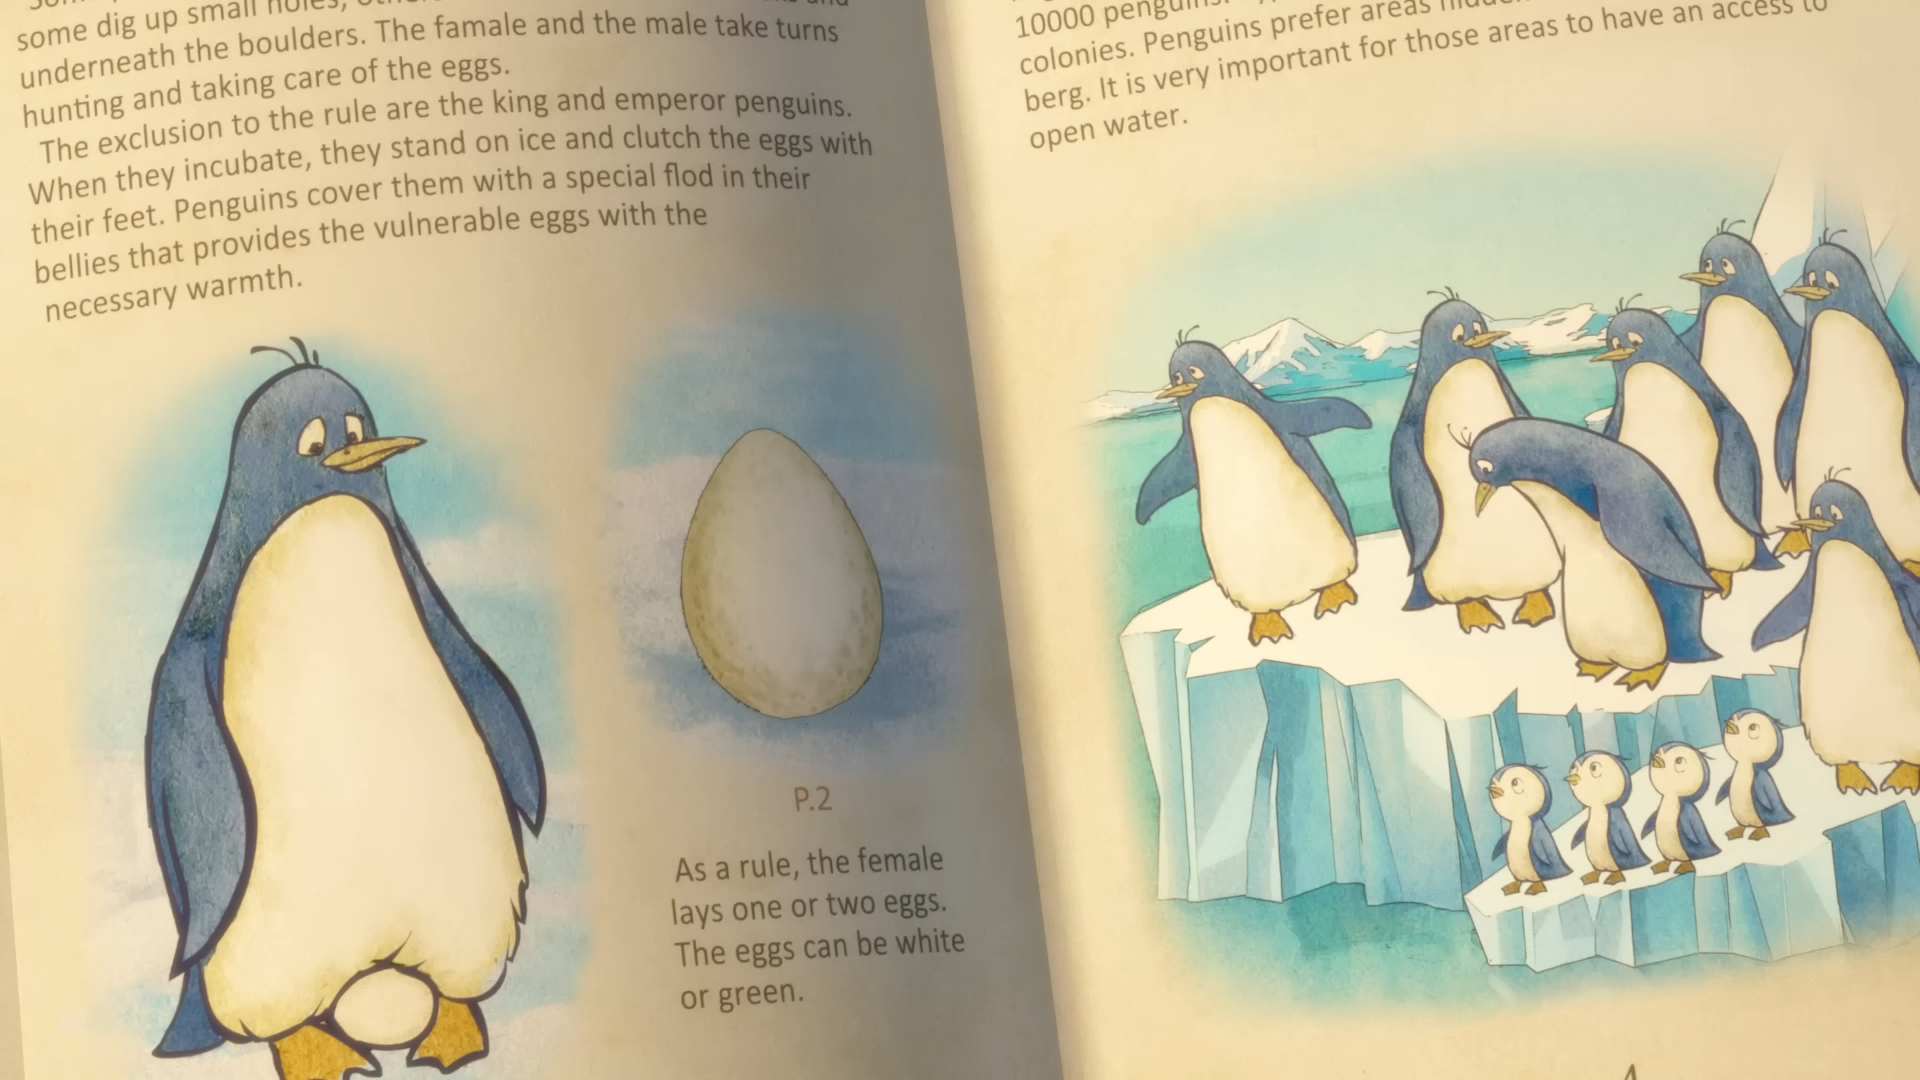 some dig up small holes,
underneath the boulders. The famale and the male take turns
hunting and taking care of the eggs.
The exclusion to the rule are the king and emperor penguins.
When they incubate, they stand on ice and clutch the eggs with
their feet. Penguins cover them with a special flod in their
bellies that provides the vulnerable eggs with the
necessary warmth.
P.2
As a rule, the female
lays one or two eggs.
The eggs can be white
or green.
10000 penguins.
colonies. Penguins prefer areas
berg. It is very important for those areas to have an access to
open water.